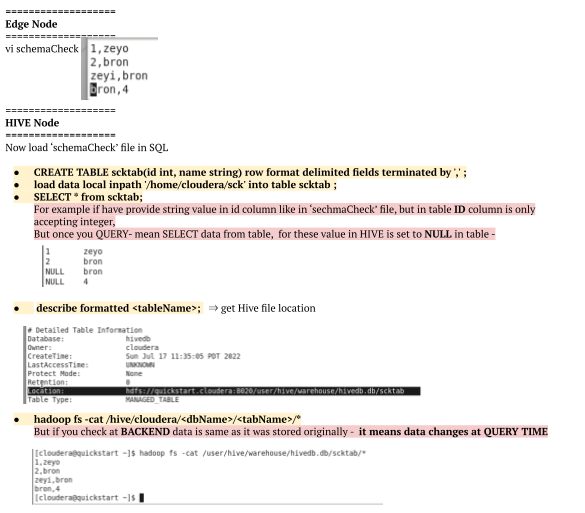 ===================
Edge Node
===================
vi schemaCheck
1,zeyo
2,bron
zeyi,bron
bron,4
===================
HIVE Node
===================
Now load ‘schemaCheck’ file in SQL
● CREATE TABLE scktab(id int, name string) row format delimited fields terminated by ',' ;
● load data local inpath '/home/cloudera/sck' into table scktab ;
● SELECT * from scktab;
For example if have provide string value in id column like in ‘sechmaCheck’ file, but in table ID column is only
accepting integer,
But once you QUERY- mean SELECT data from table, for these value in HIVE is set to NULL in table -
1 zeyo
2 bron
NULL bron
NULL 4
● describe formatted <tableName>; ⇒ get Hive file location
# Detailed Table Information
Database: hivedb
Owner: cloudera
CreateTime: Sun Jul 17 11:35:05 PDT 2022
LastAccessTime: UNKNOWN
Protect Mode: None
Retention: 0
Location: hdfs://quickstart.cloudera:8020/user/hive/warehouse/hivedb.db/scktab
Table Type: MANAGED_TABLE
● hadoop fs -cat /hive/cloudera/<dbName>/<tabName>/*
But if you check at BACKEND data is same as it was stored originally - it means data changes at QUERY TIME
[cloudera@quickstart ~]$ hadoop fs -cat /user/hive/warehouse/hivedb.db/scktab/*
1,zeyo
2,bron
zeyi,bron
bron,4
[cloudera@quickstart ~]$